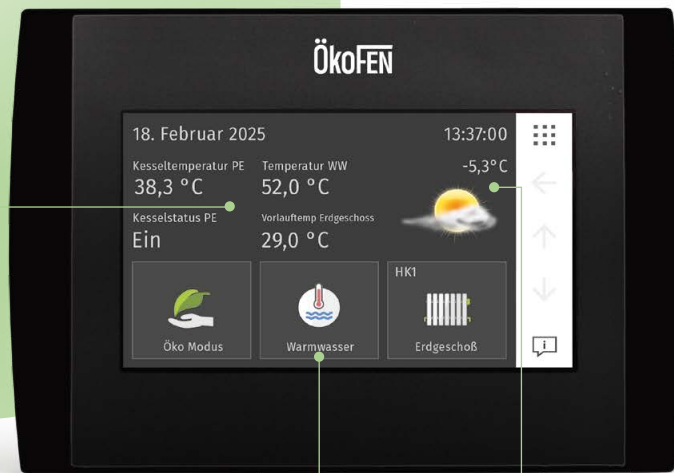 ÖkoFEN
18. Februar 2025 13:37:00
Kesseltemperatur PE Temperatur WW -5,3°C
38,3 °C 52,0 °C
Kesselstatus PE Vorlauftemp Erdgeschoss
Ein 29,0 °C
HK1
Öko Modus Warmwasser Erdgeschoß
i